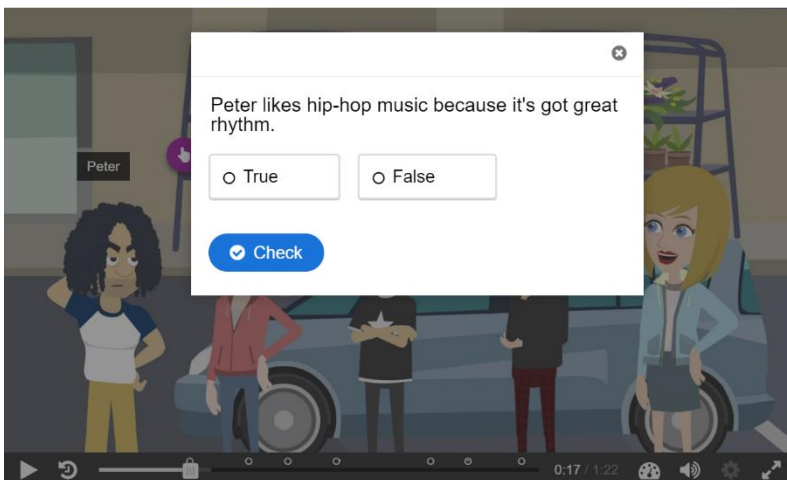 Peter likes hip-hop music because it's got great
rhythm.
Peter
True
False
Check
0:17 / 1:22